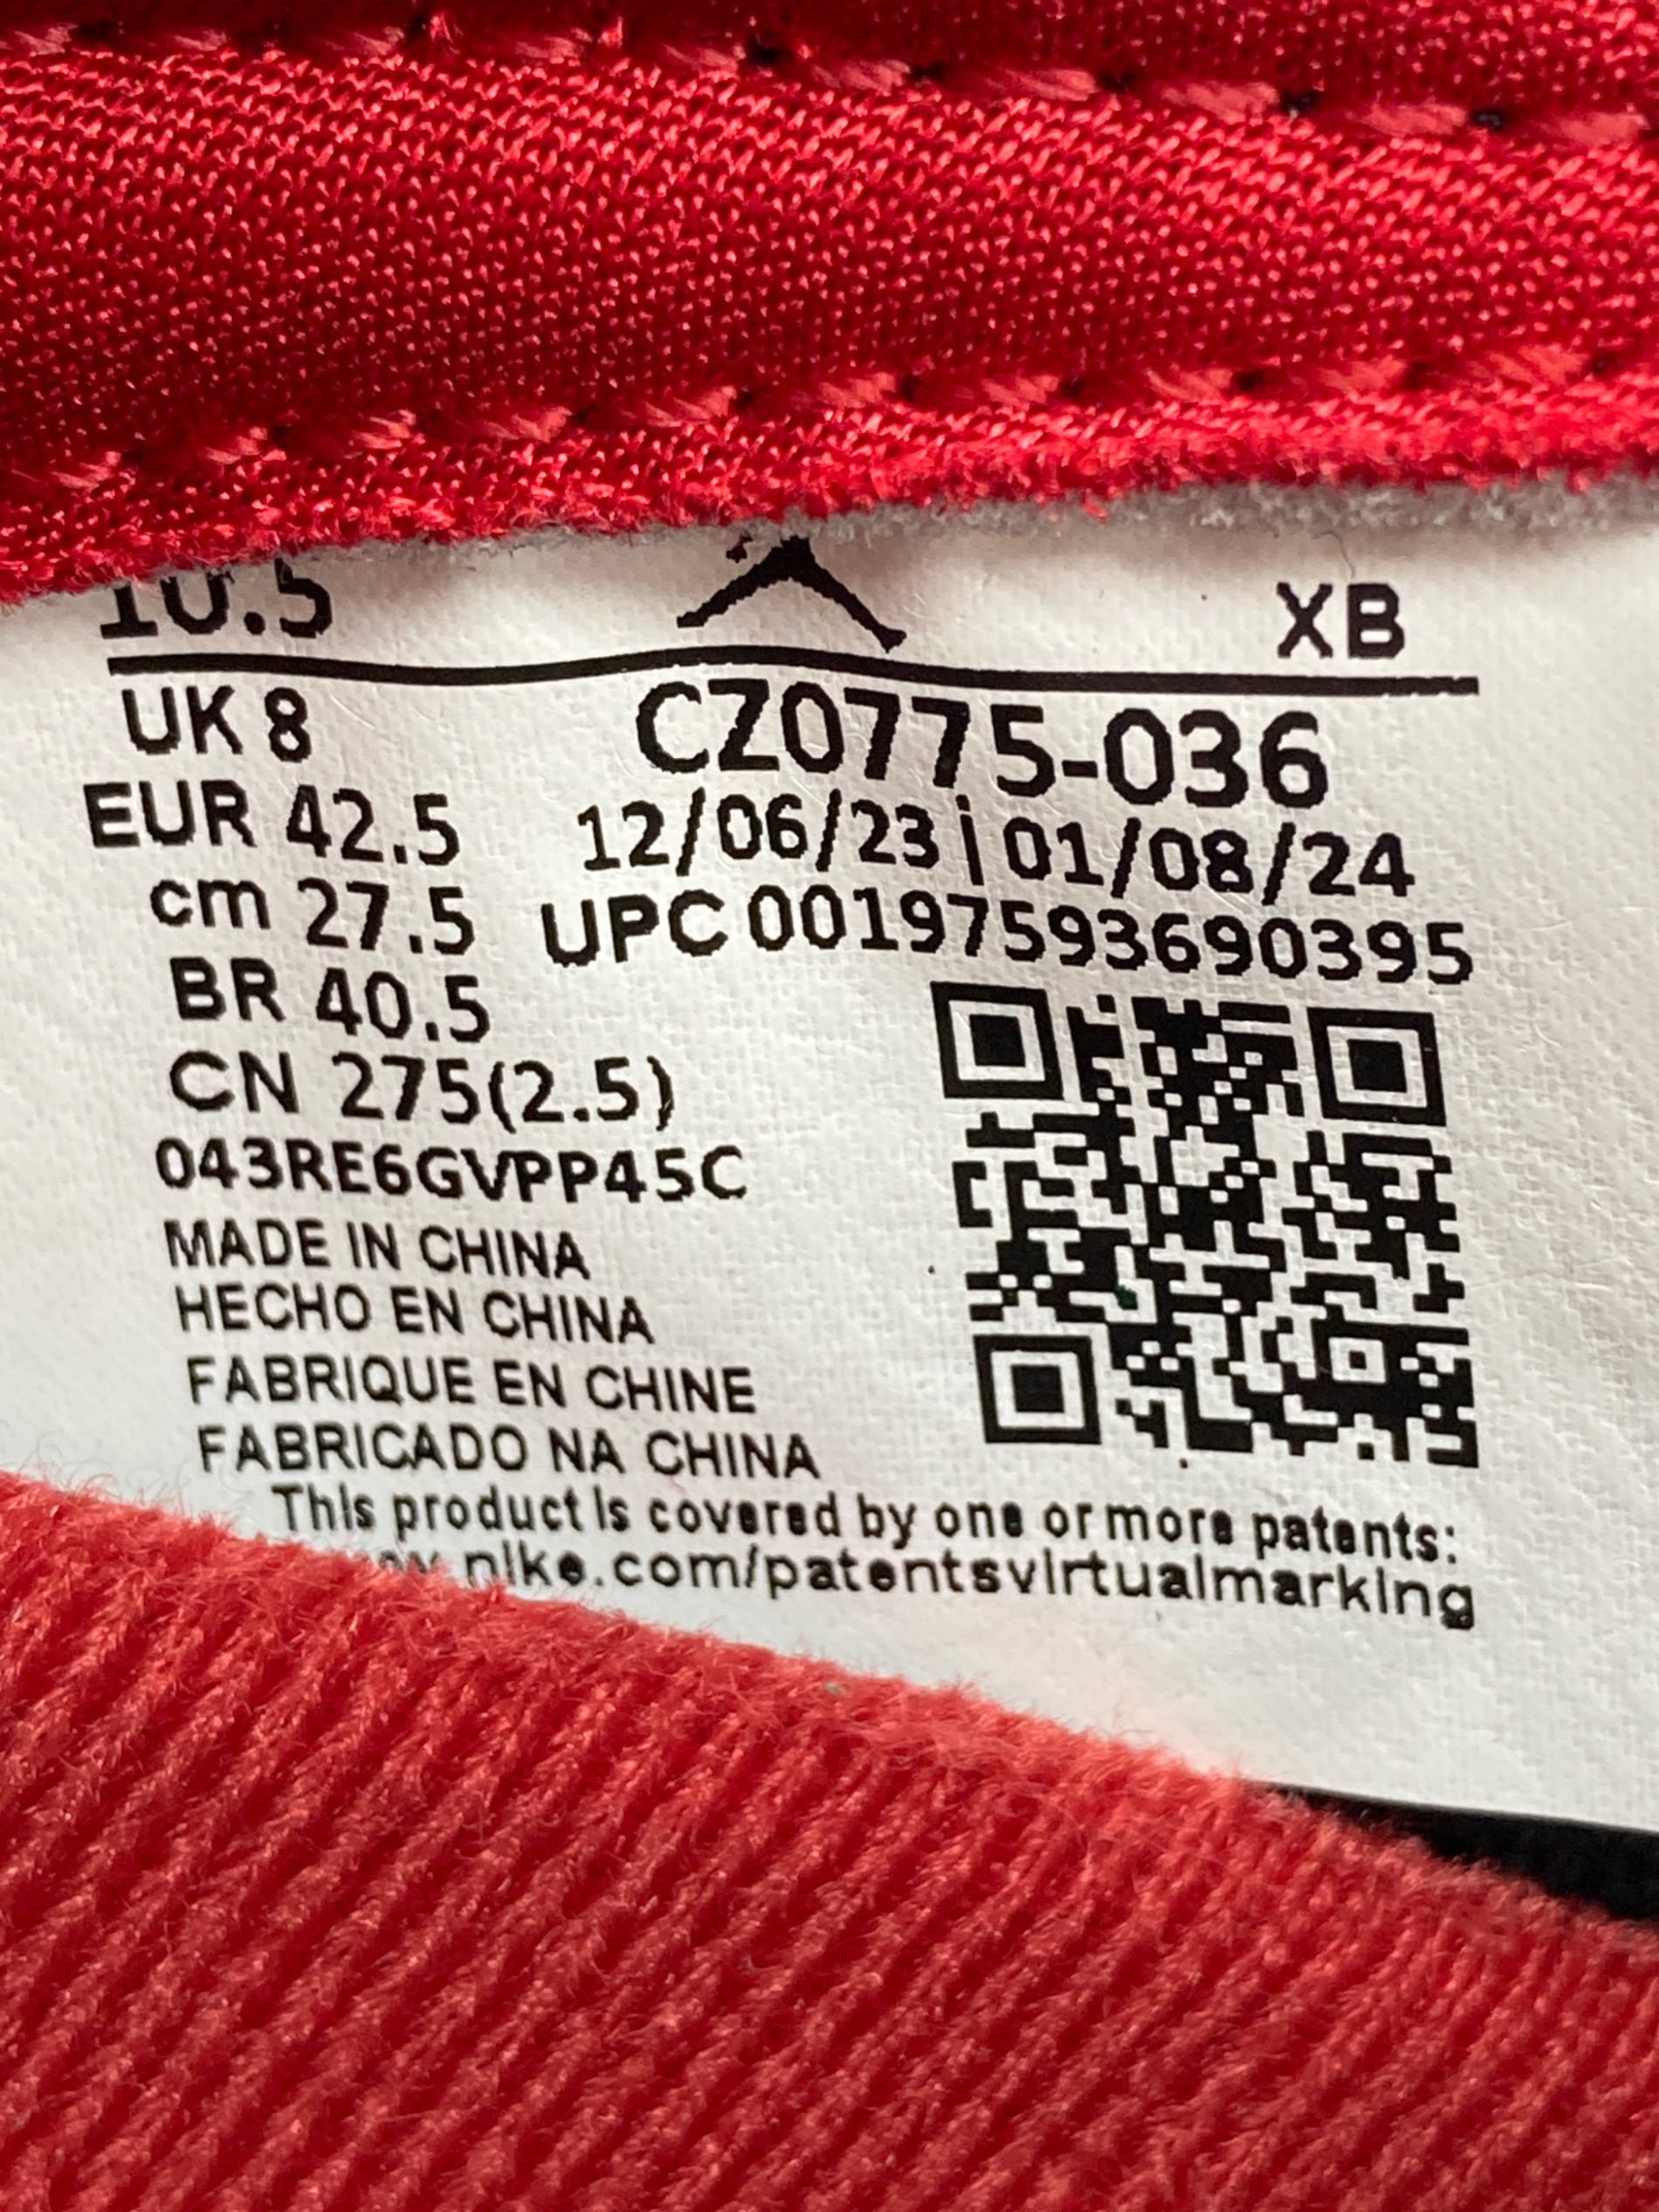 10.5 XB
UK 8 CZ0775-036
EUR 42.5 12/06/23 | 01/08/24
cm 27.5 UPC 00197593690395
BR 40.5
CN 275(2.5)
043RE6GVPP45C
MADE IN CHINA
HECHO EN CHINA
FABRIQUE EN CHINE
FABRICADO NA CHINA
This product is covered by one or more patents:
nike.com/patentsvirtualmarking